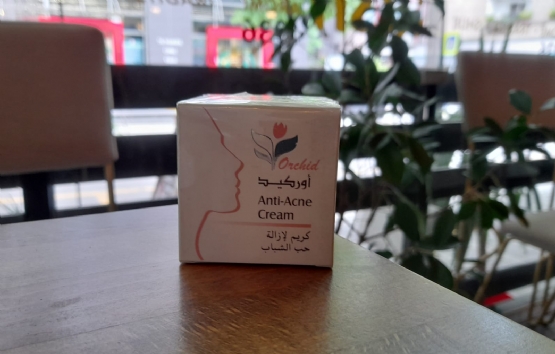 Orchid
أوركيد
Anti-Acne
Cream
كريم لإزالة
حب الشباب